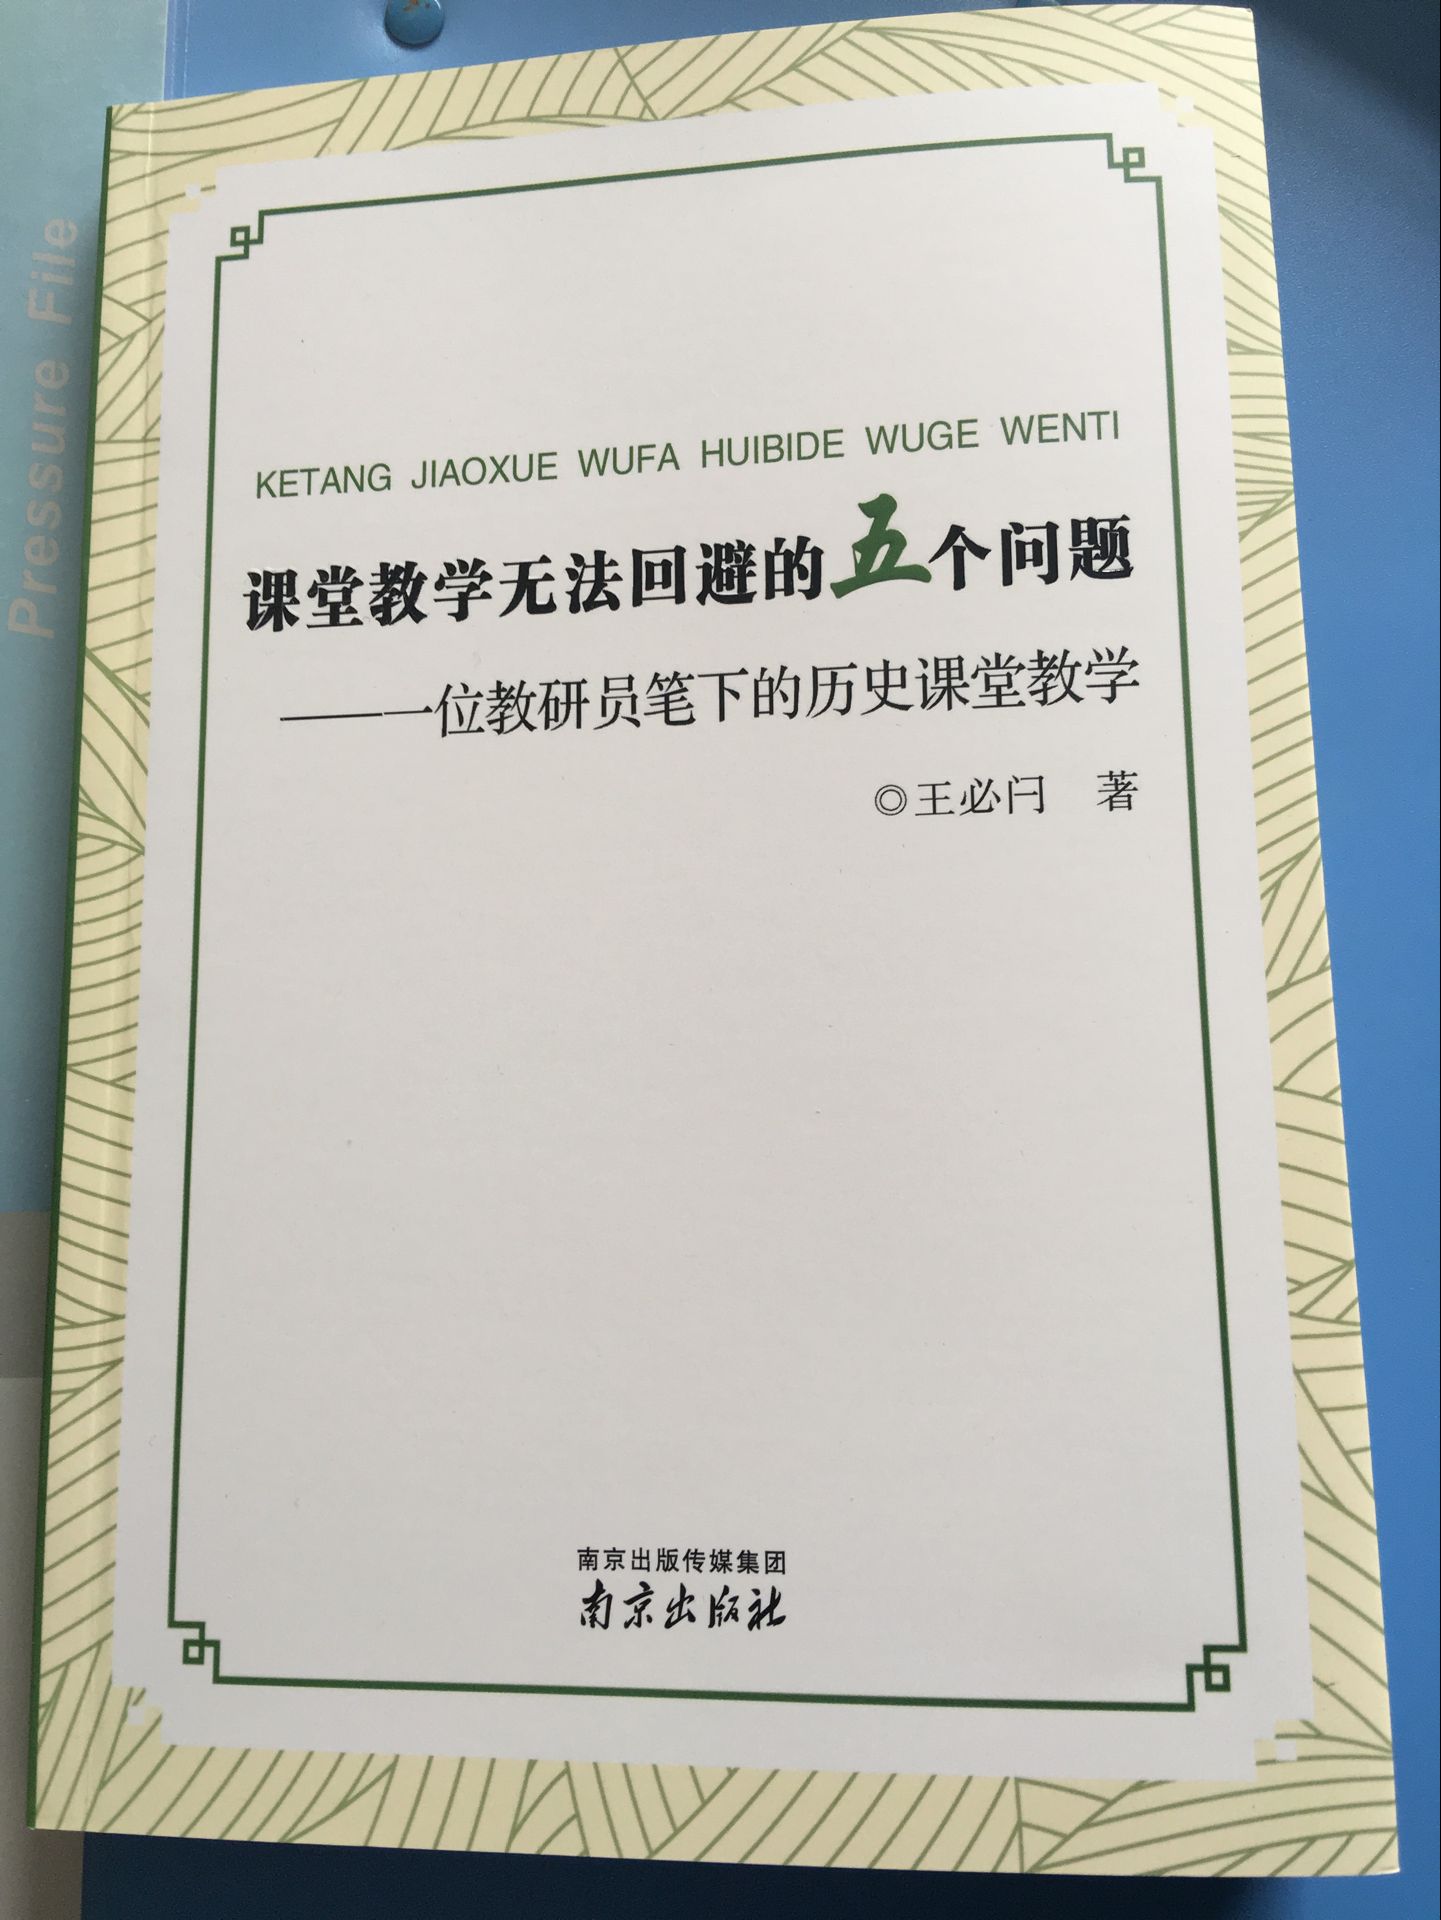 KETANG JIAOXUE WUFA HUIBIDE WUGE WENTI
课堂教学无法回避的五个问题
——一位教研员笔下的历史课堂教学
◎王必闩 著
南京出版传媒集团
南京出版社
Pressure File